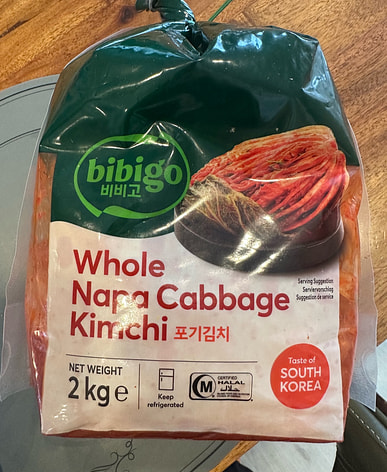 bibigo
비비고
Whole
Napa Cabbage
Kimchi 포기김치
Serving Suggestion
Serviervorschlag
Suggestion de service
NET WEIGHT
2 kg e
Keep
refrigerated
M
CERTIFIED
HALAL
حلال
Taste of
SOUTH
KOREA